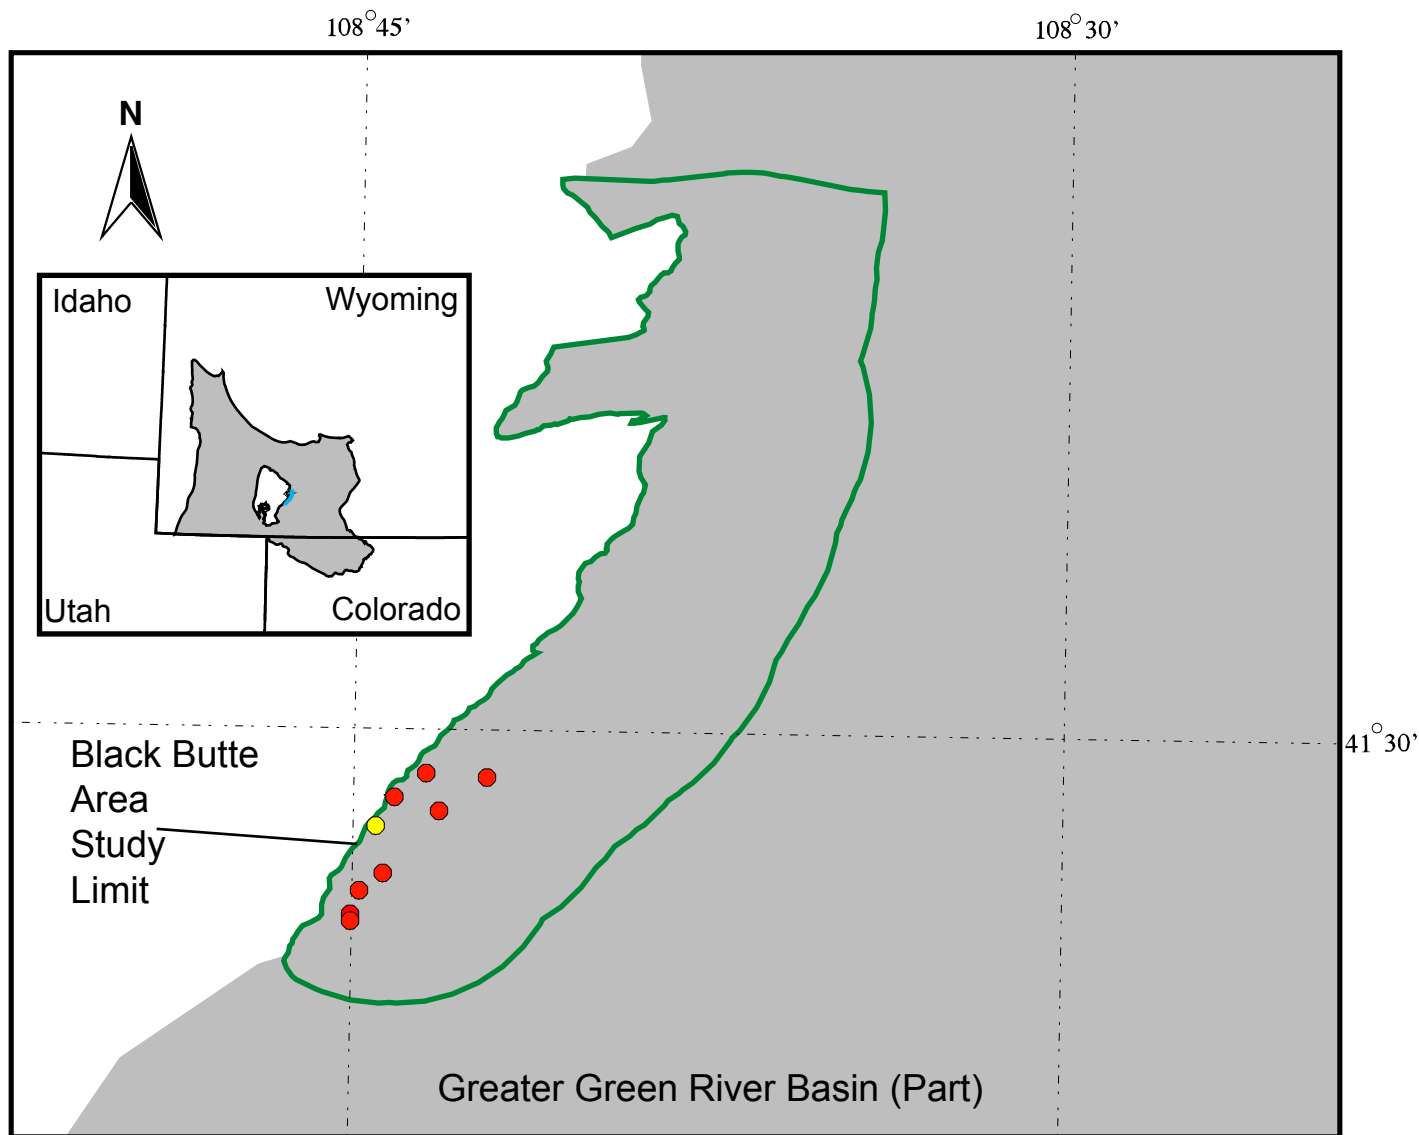 108°45’
108°30’
N
Idaho
Wyoming
Utah
Colorado
41°30’
Black Butte
Area
Study
Limit
Greater Green River Basin (Part)